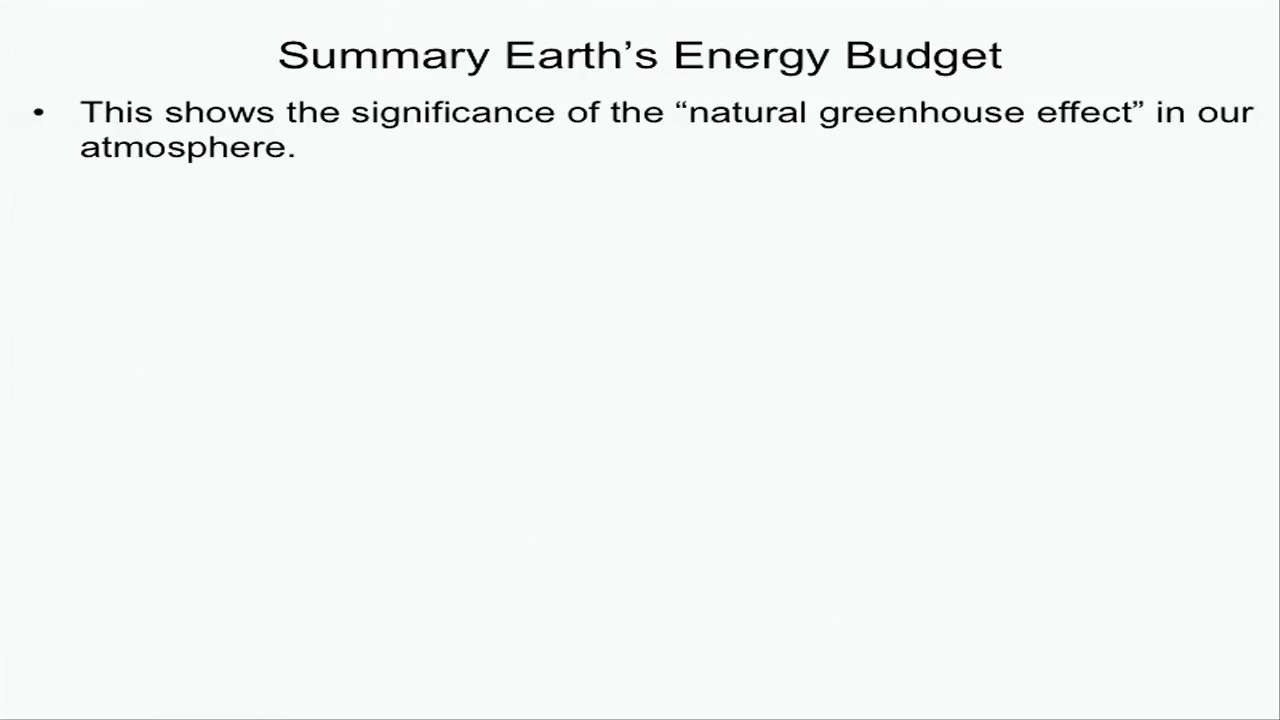 Summary Earth’s Energy Budget
• This shows the significance of the “natural greenhouse effect” in our
atmosphere.